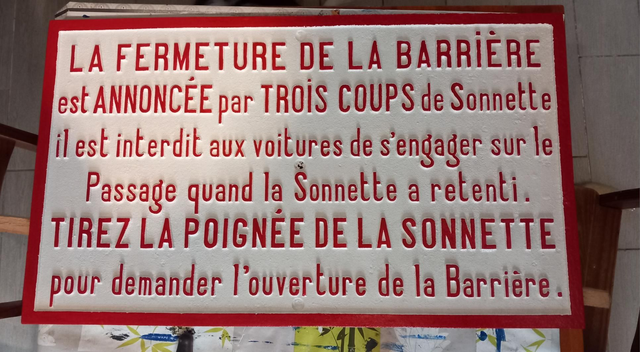 LA FERMETURE DE LA BARRIÈRE
est ANNONCÉE par TROIS COUPS de Sonnette
il est interdit aux voitures de s'engager sur le
Passage quand la Sonnette a retenti.
TIREZ LA POIGNÉE DE LA SONNETTE
pour demander l'ouverture de la Barrière.